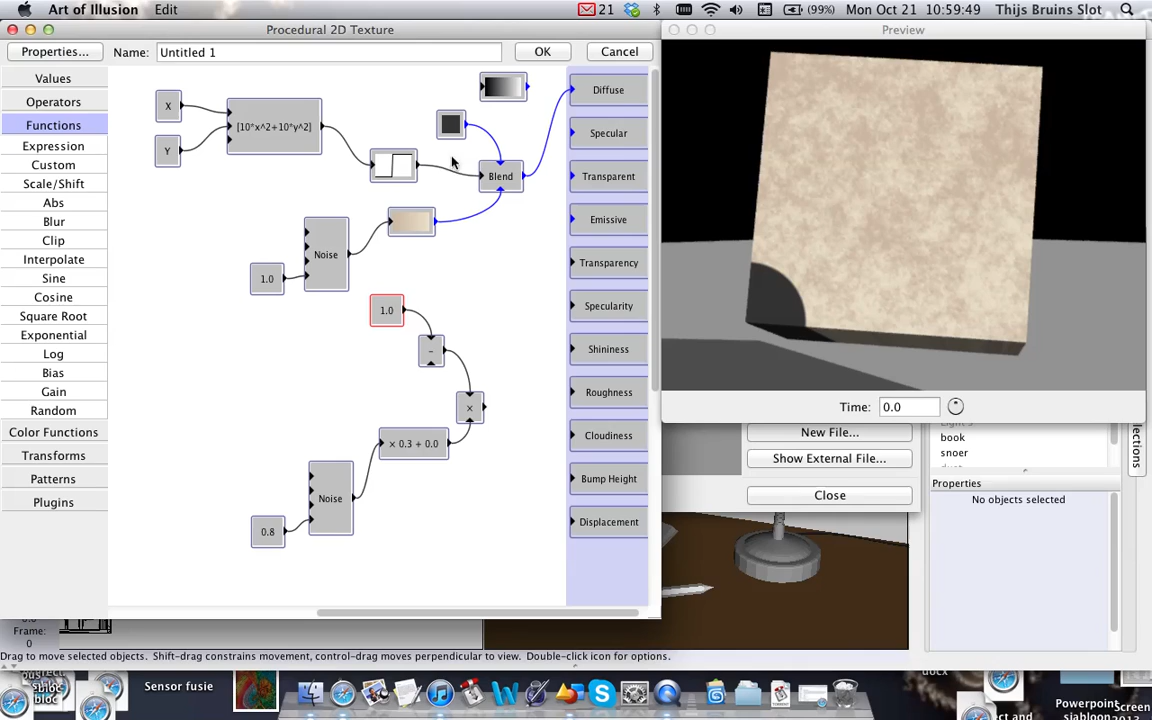 Art of Illusion Edit 21 (99%) Mon Oct 21 10:59:49 Thijs Bruins Slot
Procedural 2D Texture
Properties... Name: Untitled 1 OK Cancel
Values
Operators
Functions
Expression
Custom
Scale/Shift
Abs
Blur
Clip
Interpolate
Sine
Cosine
Square Root
Exponential
Log
Bias
Gain
Random
Color Functions
Transforms
Patterns
Plugins
X
Y
[10*x^2+10*y^2]
Blend
Noise
1.0
1.0
-
×
× 0.3 + 0.0
Noise
0.8
Diffuse
Specular
Transparent
Emissive
Transparency
Specularity
Shininess
Roughness
Cloudiness
Bump Height
Displacement
Preview
Time: 0.0
New File...
Show External File...
Close
book
snoer
Properties
No objects selected
Frame:
0
Drag to move selected objects. Shift-drag constrains movement, control-drag moves perpendicular to view. Double-click icon for options.
Sensor fusie
docx
Powerpoint